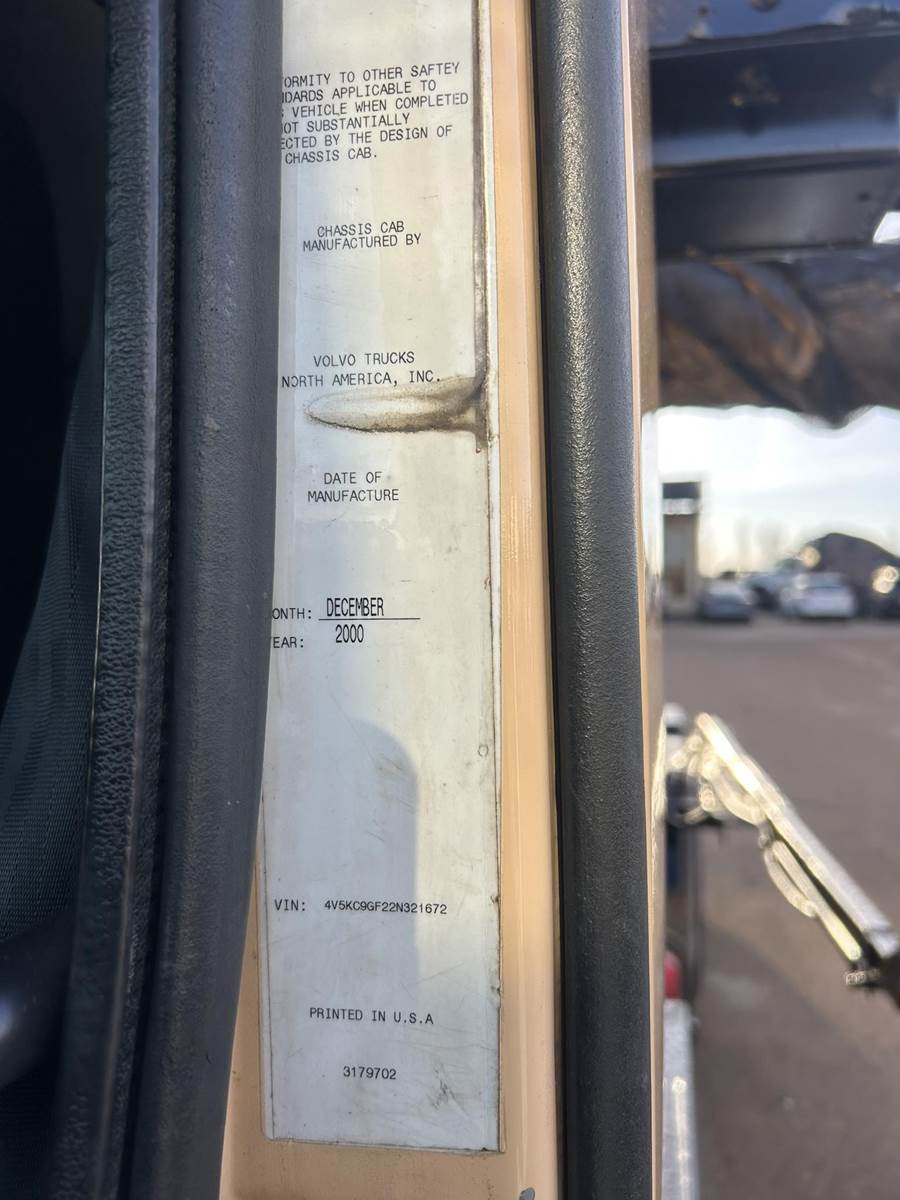 ORMITY TO OTHER SAFTEY
NDARDS APPLICABLE TO
S VEHICLE WHEN COMPLETED
NOT SUBSTANTIALLY
ECTED BY THE DESIGN OF
CHASSIS CAB.
CHASSIS CAB
MANUFACTURED BY
VOLVO TRUCKS
NORTH AMERICA, INC.
DATE OF
MANUFACTURE
ONTH: DECEMBER
EAR: 2000
VIN: 4V5KC9GF22N321672
PRINTED IN U.S.A
3179702